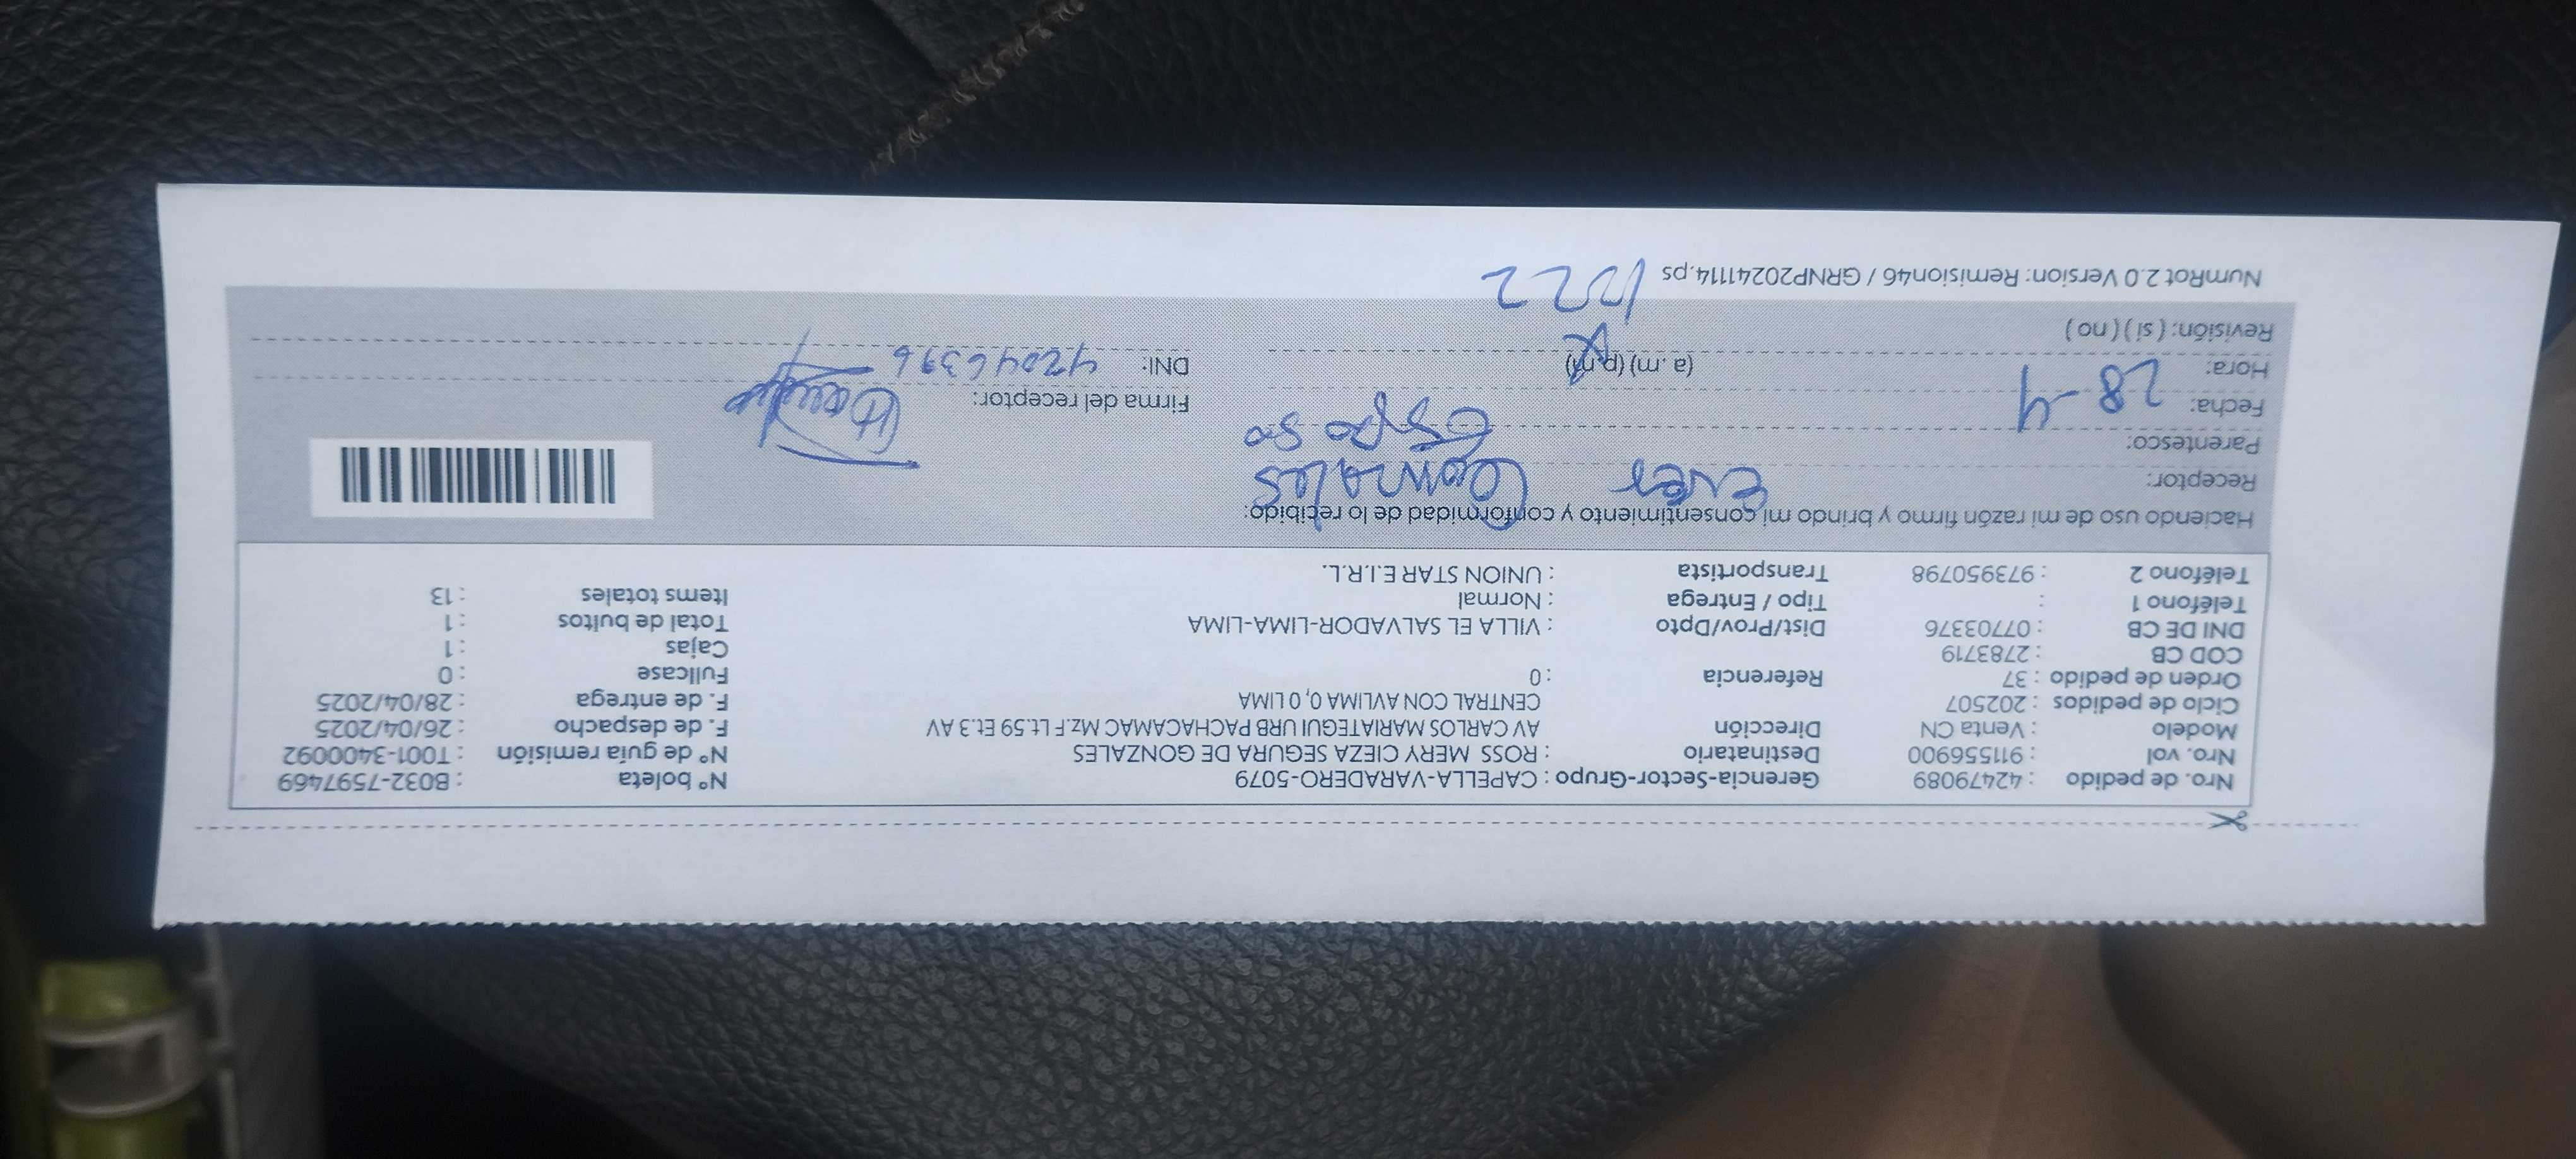 Nro. de pedido : 42479089 Gerencia-Sector-Grupo : CAPELLA-VARADERO-5079 N° boleta : B032-7597469
Nro. vol : 911556900 Destinatario : ROSS MERY CIEZA SEGURA DE GONZALES N° de guía remisión : T001-3400092
Modelo : Venta CN Dirección AV CARLOS MARIATEGUI URB PACHACAMAC Mz.F Lt.59 Et.3 AV F. de despacho : 26/04/2025
Ciclo de pedidos : 202507 CENTRAL CON AVLIMA 0, 0 LIMA F. de entrega : 28/04/2025
Orden de pedido : 37 Referencia : 0 Fullcase : 0
COD CB : 2783719 Cajas : 1
DNI DE CB : 07703376 Dist/Prov/Dpto : VILLA EL SALVADOR-LIMA-LIMA Total de bultos : 1
Teléfono 1 : Tipo / Entrega : Normal Items totales : 13
Teléfono 2 : 973950798 Transportista : UNION STAR E.I.R.L.
Haciendo uso de mi razón firmo y brindo mi consentimiento y conformidad de lo recibido:
Receptor: Ever Gonzales
Parentesco: Esposo
Fecha: 28-4 Firma del receptor:
Hora: (a.m) (p.m) DNI: 42046396
Revisión: ( si ) ( no )
NumRot 2.0 Version: Remision46 / GRNP20241114.ps